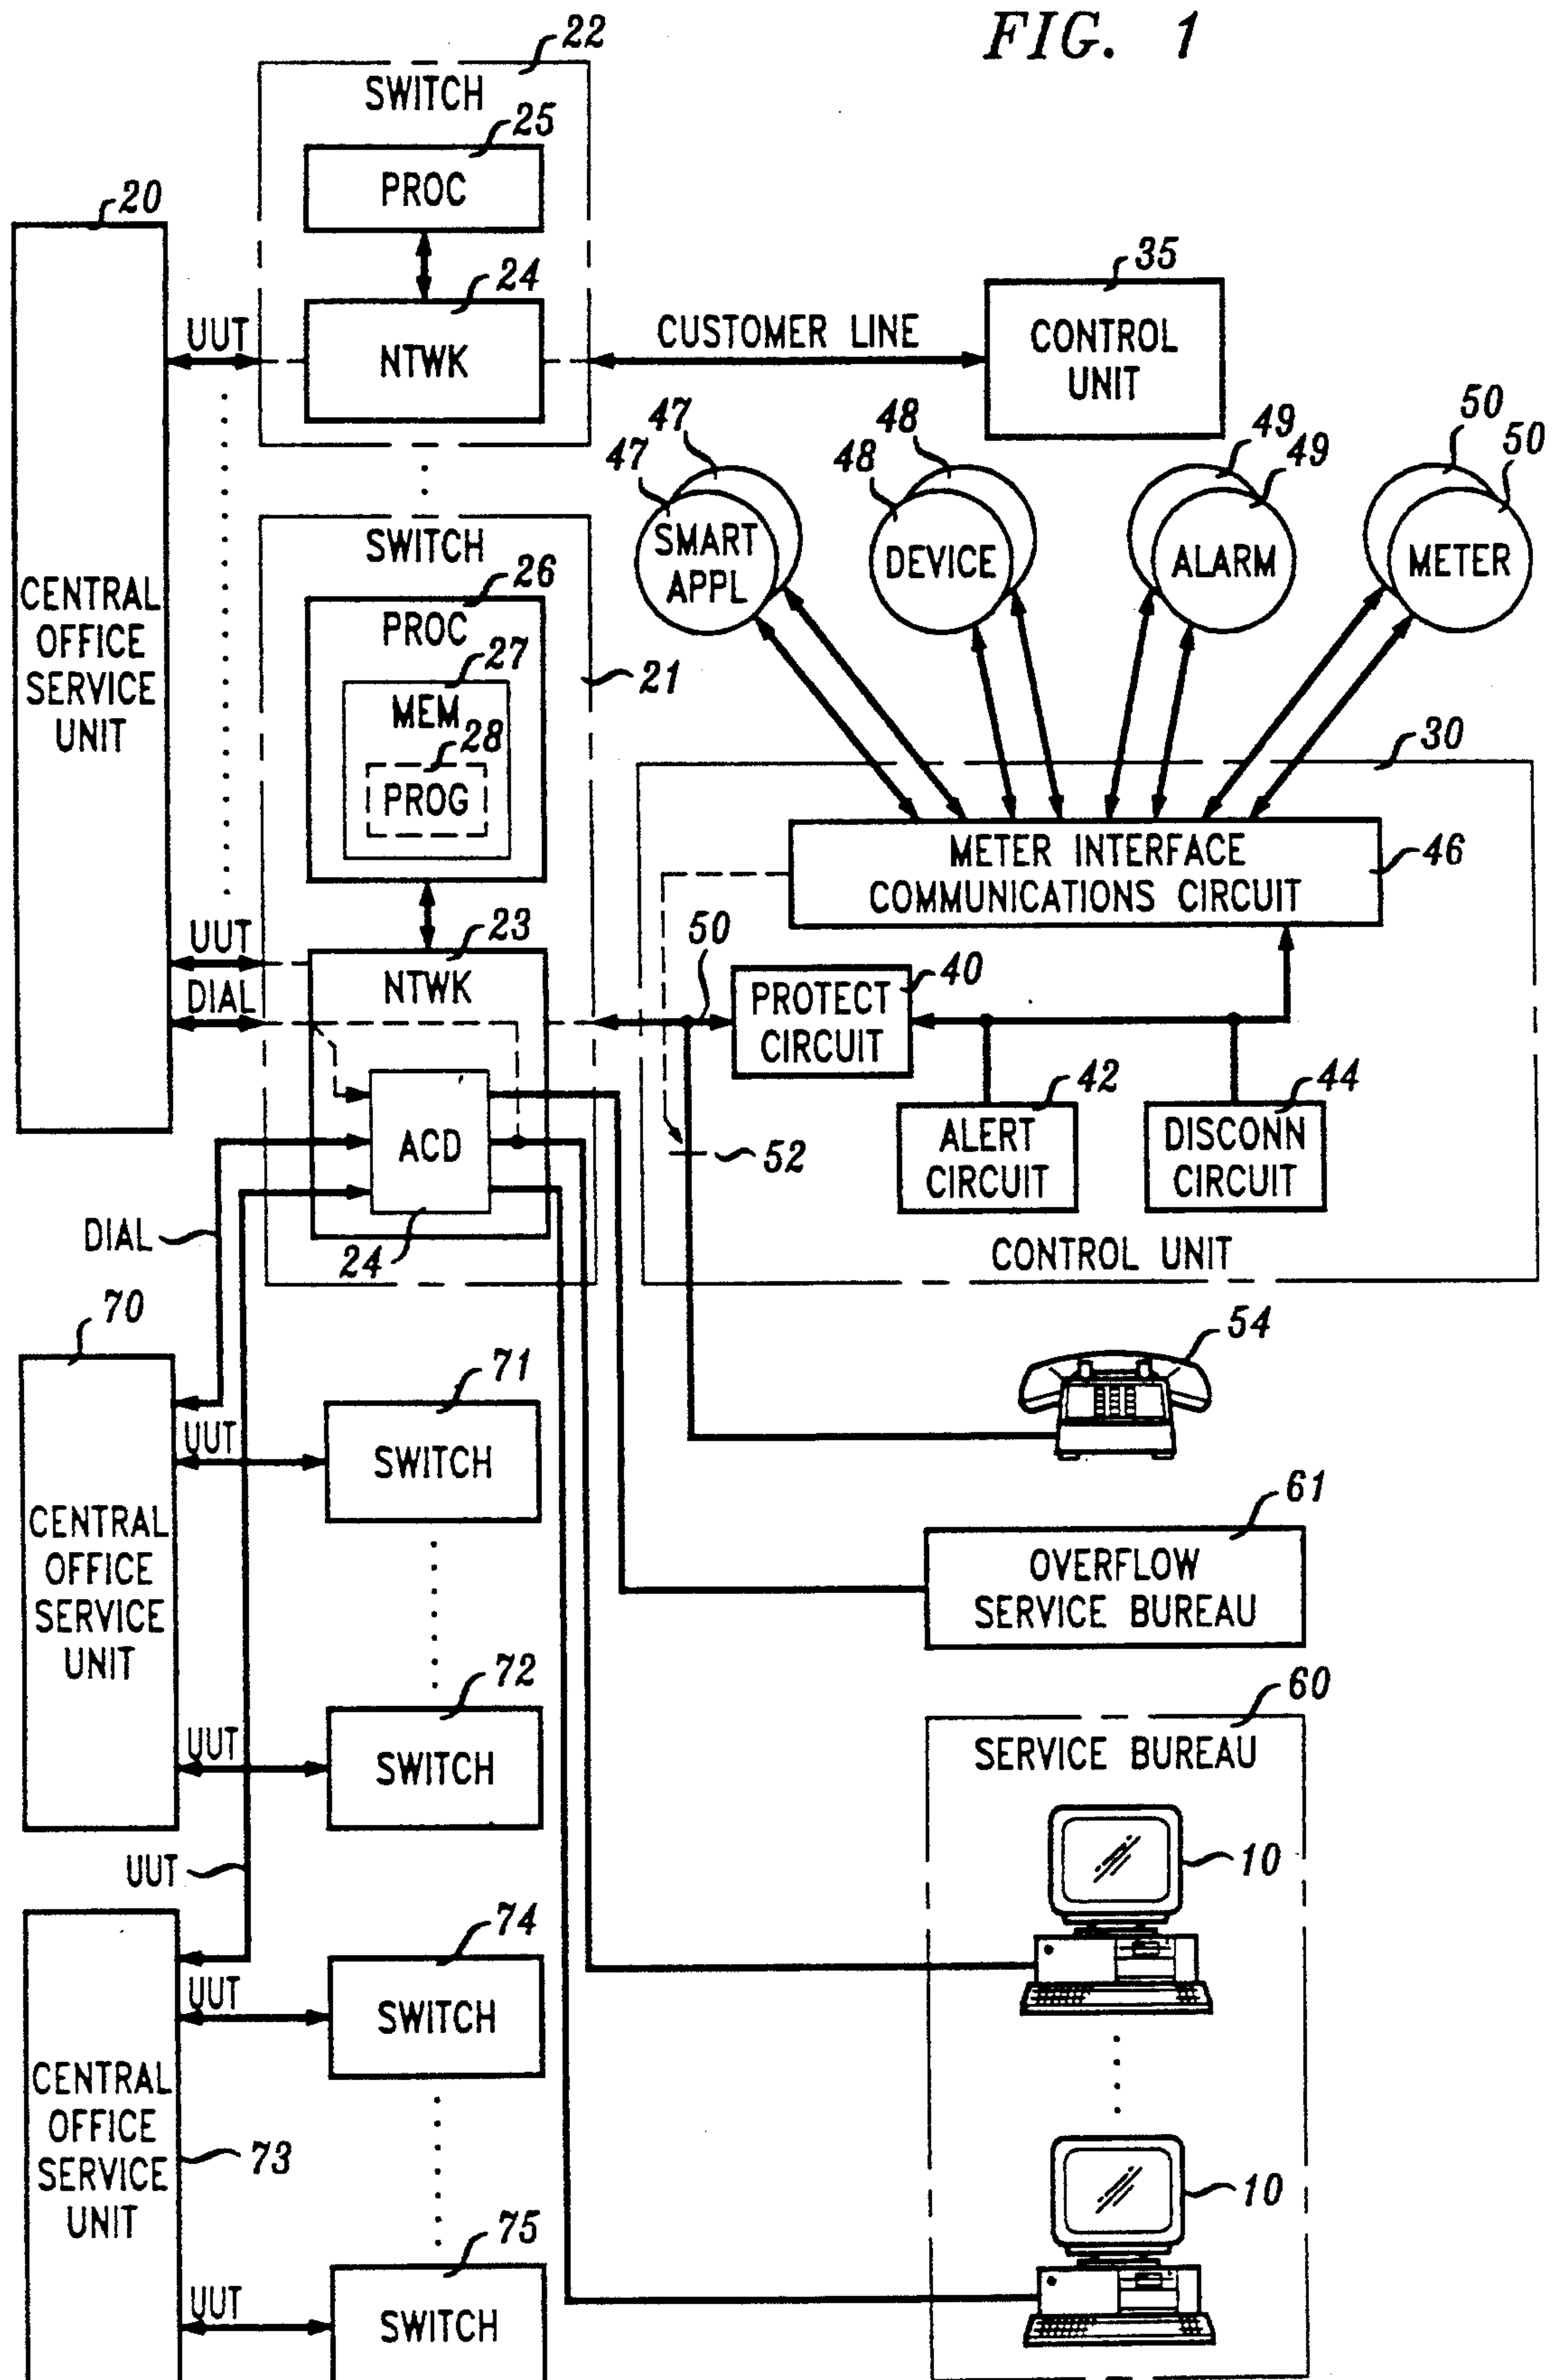 FIG. 1
22
SWITCH
25
PROC
20
24
NTWK
UUT
CUSTOMER LINE
35
CONTROL
UNIT
47
47
SMART
APPL
48
48
DEVICE
49
49
ALARM
50
50
METER
CENTRAL
OFFICE
SERVICE
UNIT
SWITCH
26
PROC
27
MEM
28
PROG
21
30
METER INTERFACE
COMMUNICATIONS CIRCUIT
46
UUT
DIAL
23
NTWK
50
PROTECT
CIRCUIT
40
ACD
24
52
42
ALERT
CIRCUIT
44
DISCONN
CIRCUIT
CONTROL UNIT
DIAL
70
54
71
UUT
SWITCH
CENTRAL
OFFICE
SERVICE
UNIT
61
OVERFLOW
SERVICE BUREAU
72
UUT
SWITCH
60
SERVICE BUREAU
10
UUT
74
UUT
SWITCH
CENTRAL
OFFICE
SERVICE
UNIT
73
10
75
UUT
SWITCH